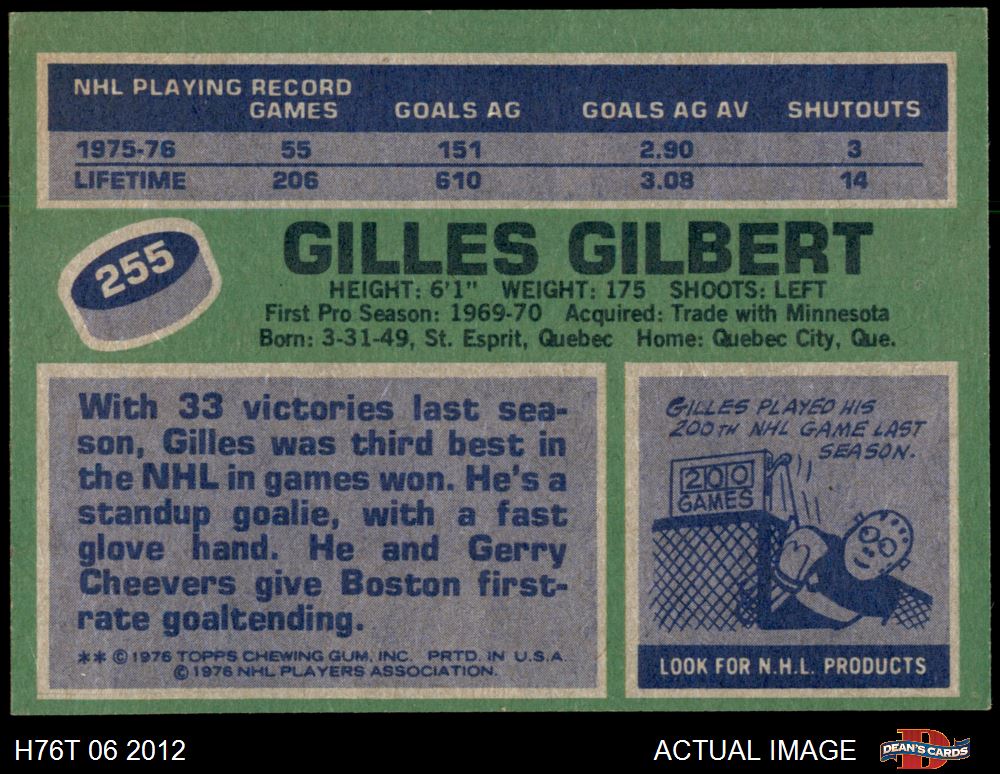 NHL PLAYING RECORD
GAMES GOALS AG GOALS AG AV SHUTOUTS
1975-76 55 151 2.90 3
LIFETIME 206 610 3.08 14
255
GILLES GILBERT
HEIGHT: 6'1" WEIGHT: 175 SHOOTS: LEFT
First Pro Season: 1969-70 Acquired: Trade with Minnesota
Born: 3-31-49, St. Esprit, Quebec Home: Quebec City, Que.
With 33 victories last sea-
son, Gilles was third best in
the NHL in games won. He's a
standup goalie, with a fast
glove hand. He and Gerry
Cheevers give Boston first-
rate goaltending.
** © 1976 TOPPS CHEWING GUM, INC. PRTD. IN U.S.A.
© 1976 NHL PLAYERS ASSOCIATION.
GILLES PLAYED HIS
200TH NHL GAME LAST
SEASON.
200
GAMES
LOOK FOR N.H.L. PRODUCTS
H76T 06 2012
ACTUAL IMAGE
DEAN'S CARDS